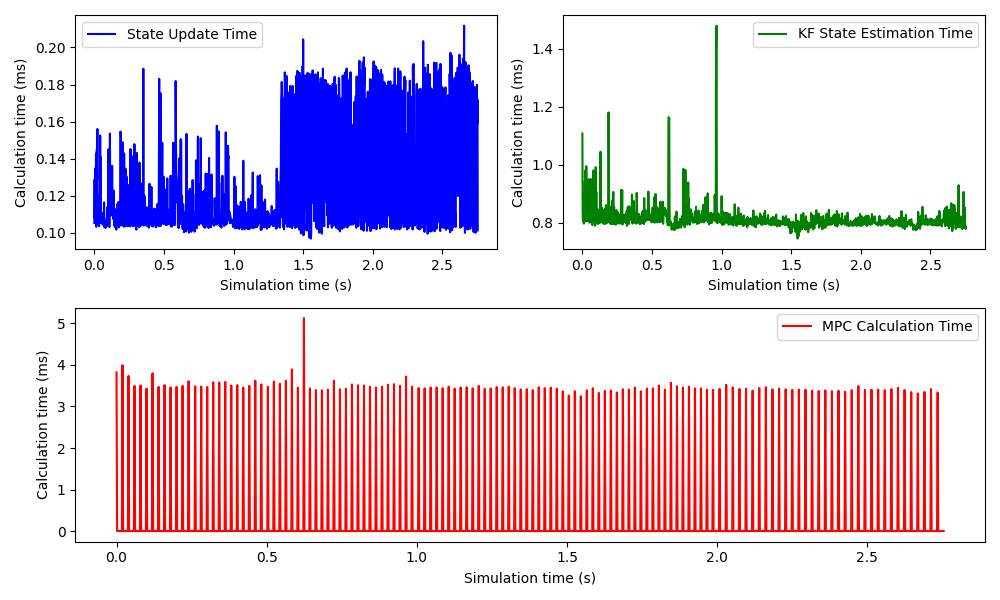 State Update Time
Calculation time (ms)
0.20
0.18
0.16
0.14
0.12
0.10
0.0 0.5 1.0 1.5 2.0 2.5
Simulation time (s)
KF State Estimation Time
Calculation time (ms)
1.4
1.2
1.0
0.8
0.0 0.5 1.0 1.5 2.0 2.5
Simulation time (s)
MPC Calculation Time
Calculation time (ms)
5
4
3
2
1
0
0.0 0.5 1.0 1.5 2.0 2.5
Simulation time (s)